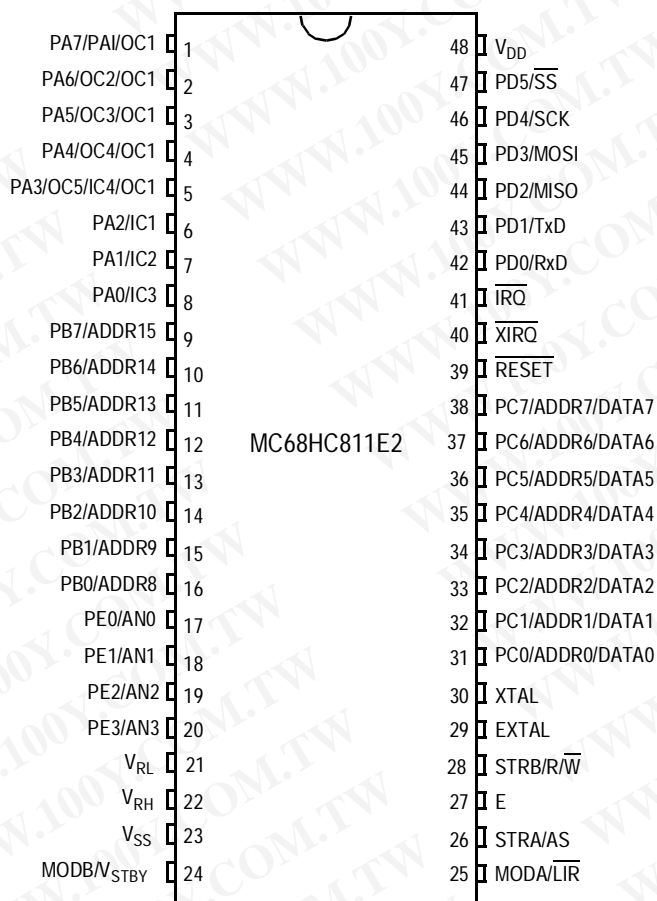 PA7/PAI/OC1 1
PA6/OC2/OC1 2
PA5/OC3/OC1 3
PA4/OC4/OC1 4
PA3/OC5/IC4/OC1 5
PA2/IC1 6
PA1/IC2 7
PA0/IC3 8
PB7/ADDR15 9
PB6/ADDR14 10
PB5/ADDR13 11
PB4/ADDR12 12
PB3/ADDR11 13
PB2/ADDR10 14
PB1/ADDR9 15
PB0/ADDR8 16
PE0/AN0 17
PE1/AN1 18
PE2/AN2 19
PE3/AN3 20
VRL 21
VRH 22
VSS 23
MODB/VSTBY 24
MC68HC811E2
48 VDD
47 PD5/SS
46 PD4/SCK
45 PD3/MOSI
44 PD2/MISO
43 PD1/TxD
42 PD0/RxD
41 IRQ
40 XIRQ
39 RESET
38 PC7/ADDR7/DATA7
37 PC6/ADDR6/DATA6
36 PC5/ADDR5/DATA5
35 PC4/ADDR4/DATA4
34 PC3/ADDR3/DATA3
33 PC2/ADDR2/DATA2
32 PC1/ADDR1/DATA1
31 PC0/ADDR0/DATA0
30 XTAL
29 EXTAL
28 STRB/R/W
27 E
26 STRA/AS
25 MODA/LIR
WWW.100Y.COM.TW